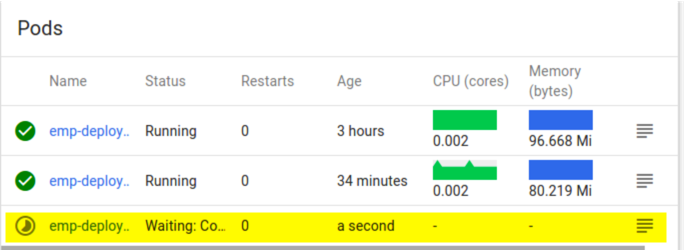 Pods
Name Status Restarts Age CPU (cores) Memory (bytes)
emp-deploy.. Running 0 3 hours 0.002 96.668 Mi
emp-deploy.. Running 0 34 minutes 0.002 80.219 Mi
emp-deploy.. Waiting: Co... 0 a second - -